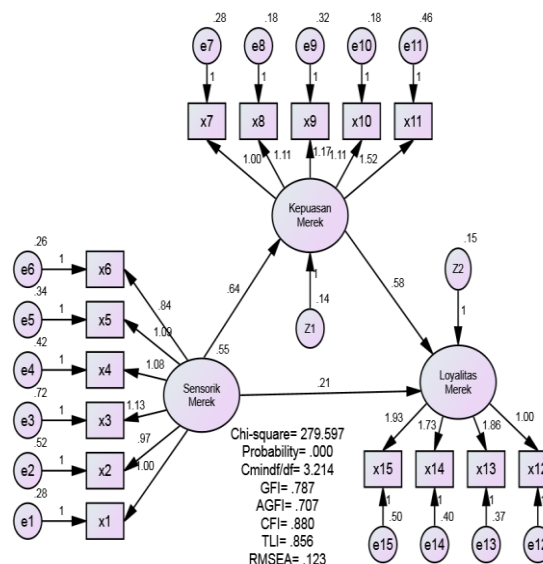 .28 .18 .32 .18 .46
e7 e8 e9 e10 e11
1 1 1 1 1
x7 x8 x9 x10 x11
1.00 1.11 1.17 1.11 1.52
Kepuasan
Merek
.26
e6 1 x6
.34
e5 1 x5
.42
e4 1 x4
.72
e3 1 x3
.52
e2 1 x2
.28
e1 1 x1
.84
1.09
1.08
1.13
.97
1.00
.55
Sensorik
Merek
.64
1
.14
Z1
.58
.15
Z2
1
.21
Loyalitas
Merek
1.93 1.73 1.86 1.00
x15 x14 x13 x12
1 1 1 1
.50 .40 .37
e15 e14 e13 e12
Chi-square= 279.597
Probability= .000
Cmindf/df= 3.214
GFI= .787
AGFI= .707
CFI= .880
TLI= .856
RMSEA= .123